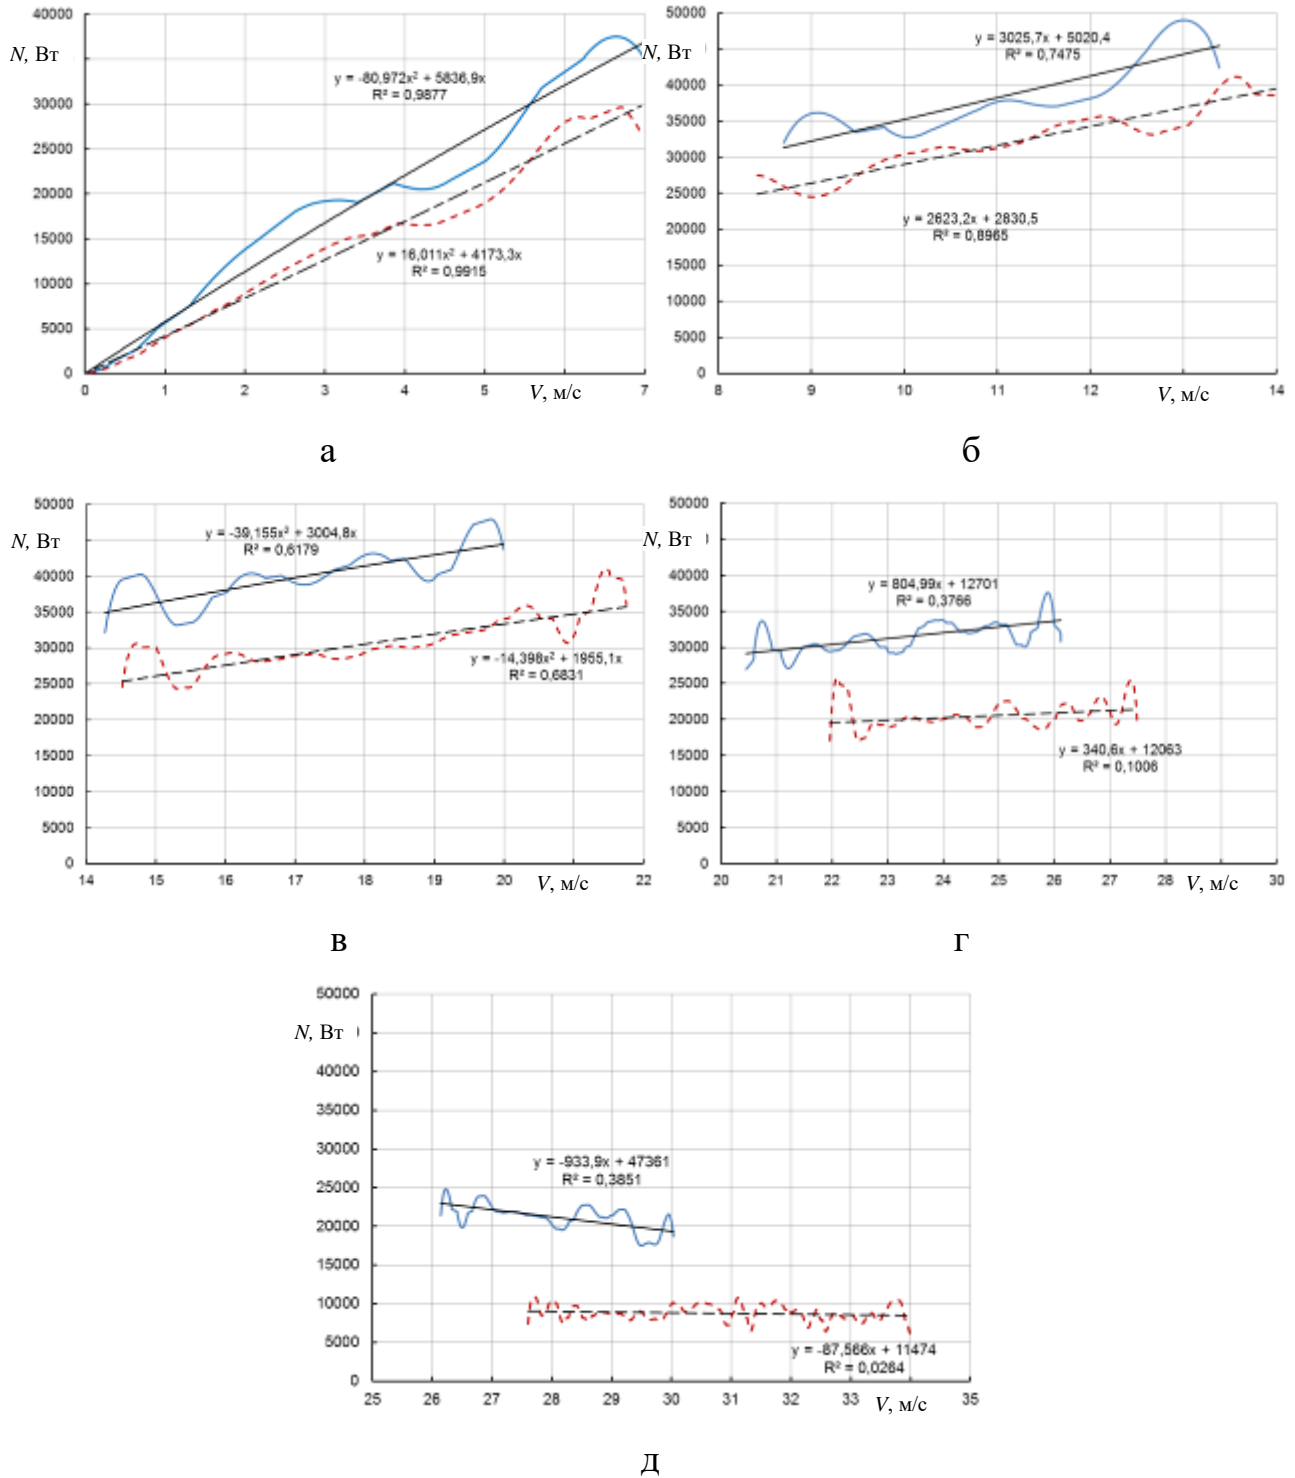 40000
N, Вт
30000
25000
20000
15000
10000
5000
0
y = -80,972x² + 5836,9x
R² = 0,9877
y = 16,011x² + 4173,3x
R² = 0,9915
0 1 2 3 4 5 V, м/с 7
а
50000
N, Вт
40000
35000
30000
25000
20000
15000
10000
5000
0
y = 3025,7x + 5020,4
R² = 0,7475
y = 2623,2x + 2830,5
R² = 0,8965
8 9 10 11 12 V, м/с 14
б
50000
N, Вт
40000
35000
30000
25000
20000
15000
10000
5000
0
y = -39,155x² + 3004,8x
R² = 0,6179
y = -14,398x² + 1955,1x
R² = 0,6831
14 15 16 17 18 19 20 V, м/с 22
в
50000
N, Вт
40000
35000
30000
25000
20000
15000
10000
5000
0
y = 804,99x + 12701
R² = 0,3766
y = 340,6x + 12063
R² = 0,1006
20 21 22 23 24 25 26 27 28 V, м/с 30
г
50000
N, Вт
40000
35000
30000
25000
20000
15000
10000
5000
0
y = -933,9x + 47361
R² = 0,3851
y = -87,566x + 11474
R² = 0,0264
25 26 27 28 29 30 31 32 33 V, м/с 35
д